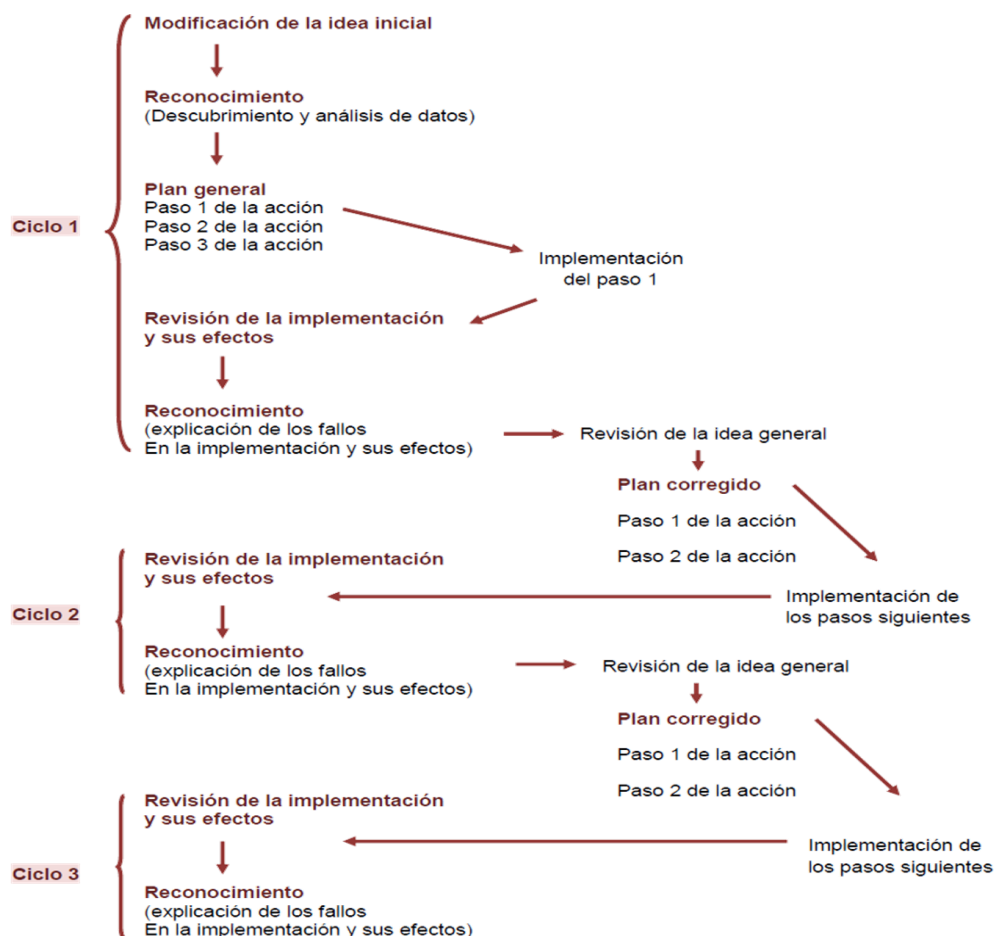 Modificación de la idea inicial
Reconocimiento
(Descubrimiento y análisis de datos)
Plan general
Paso 1 de la acción
Ciclo 1
Paso 2 de la acción
Paso 3 de la acción
Implementación
del paso 1
Revisión de la implementación
y sus efectos
Reconocimiento
(explicación de los fallos
En la implementación y sus efectos)
Revisión de la idea general
Plan corregido
Paso 1 de la acción
Paso 2 de la acción
Implementación de
los pasos siguientes
Ciclo 2
Revisión de la implementación
y sus efectos
Reconocimiento
(explicación de los fallos
En la implementación y sus efectos)
Revisión de la idea general
Plan corregido
Paso 1 de la acción
Paso 2 de la acción
Implementación de
los pasos siguientes
Ciclo 3
Revisión de la implementación
y sus efectos
Reconocimiento
(explicación de los fallos
En la implementación y sus efectos)